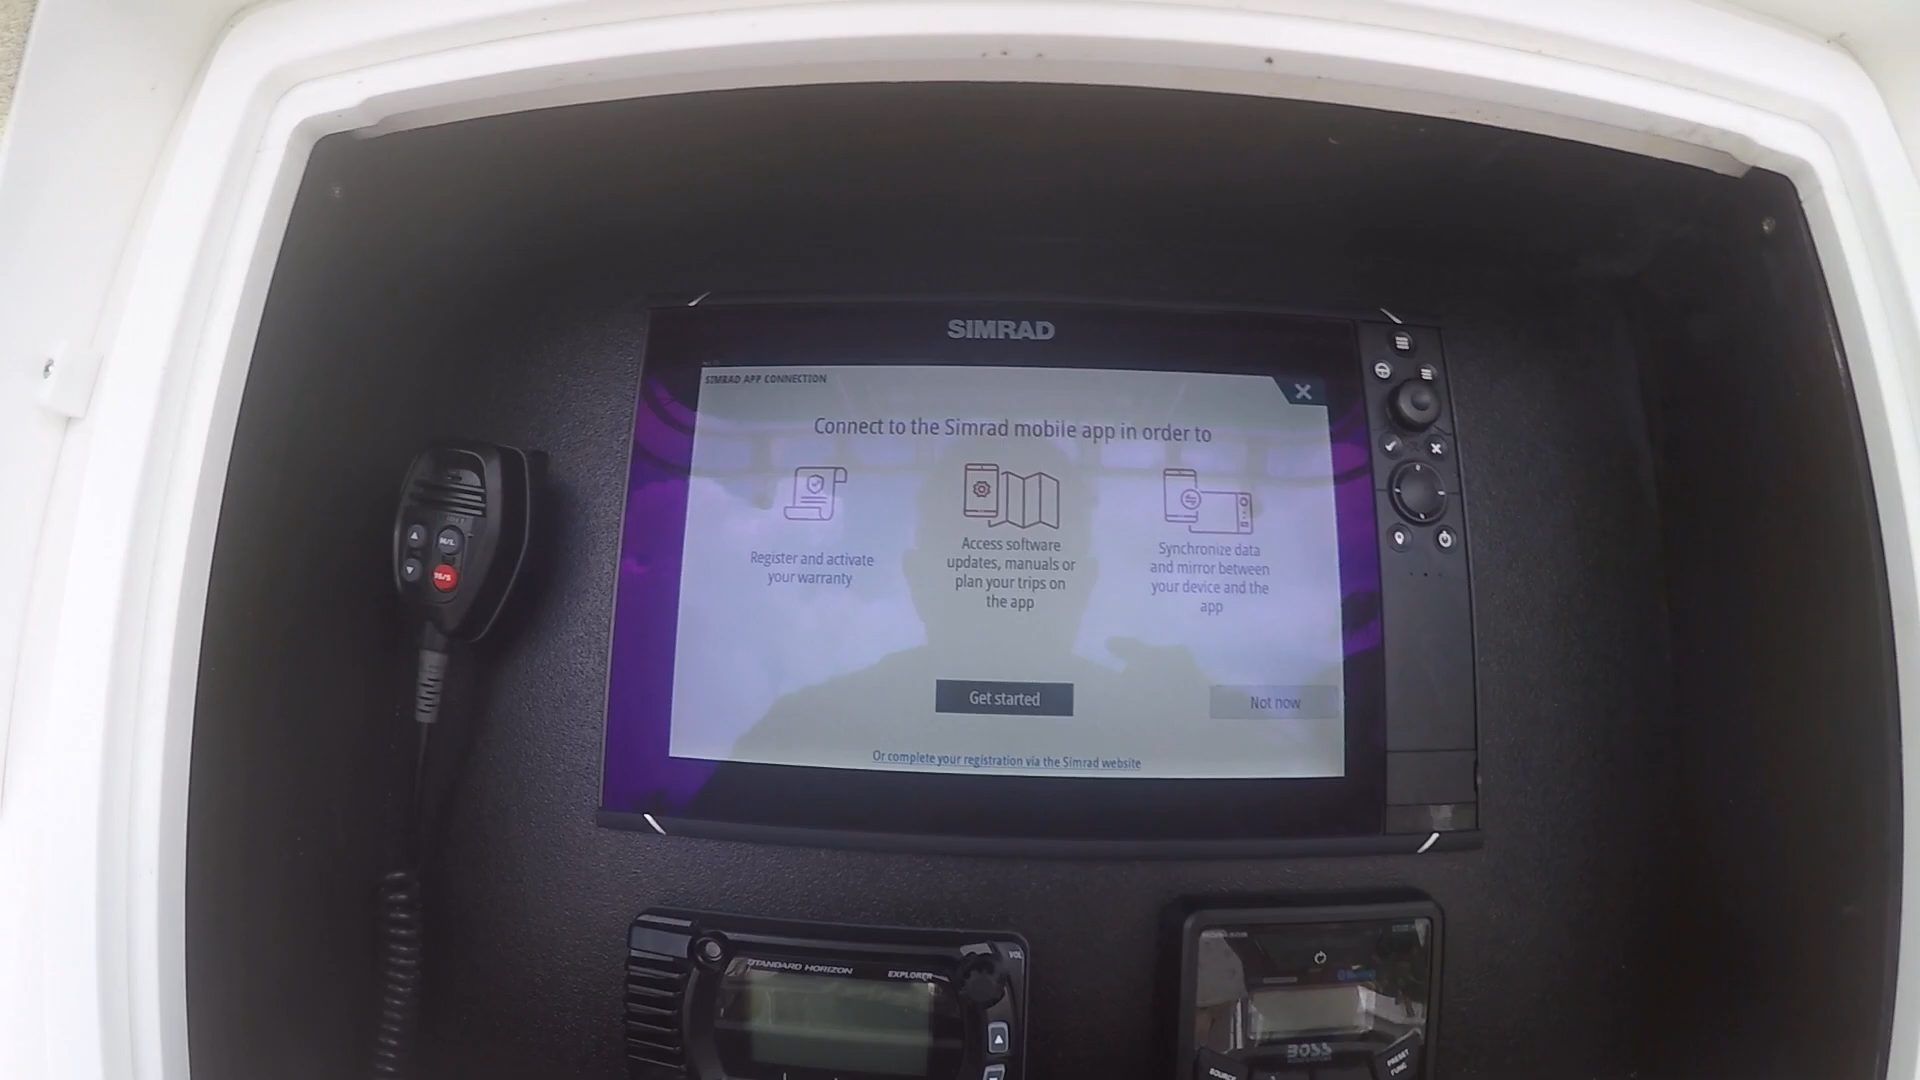 SIMRAD
SIMRAD APP CONNECTION
Connect to the Simrad mobile app in order to
Register and activate
your warranty
Access software
updates, manuals or
plan your trips on
the app
Synchronize data
and mirror between
your device and the
app
Get started
Not now
Or complete your registration via the Simrad website
H/L
16/S
STANDARD HORIZON
EXPLORER
VOL
BOSS
SOURCE
PRESET
FUNC